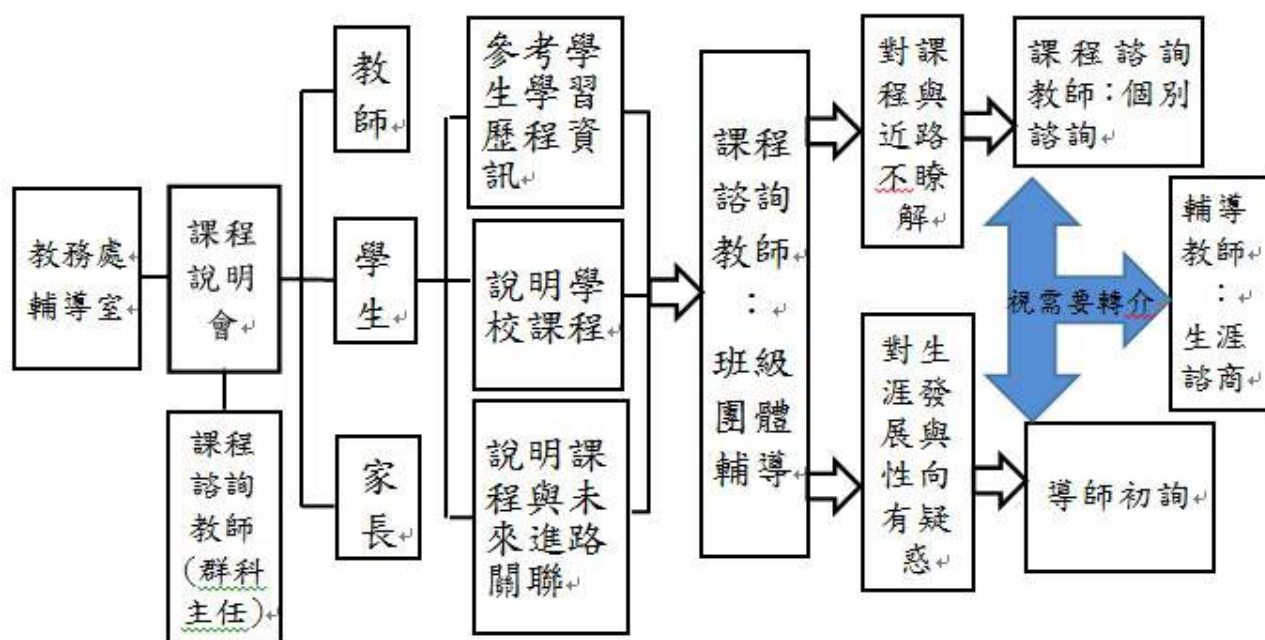 教務處
輔導室
課程
說明
會
課程
諮詢
教師
(群科
主任)
教
師
學
生
家
長
參考學
生學習
歷程資
訊
說明學
校課程
說明課
程與未
來進路
關聯
課程
諮詢
教師
：
班級
團體
輔導
對課
程與
近路
不瞭
解
對生
涯發
展與
性向
有疑
惑
課程諮詢
教師：個別
諮詢
視需要轉介
導師初詢
輔導
教師
：
生涯
諮商